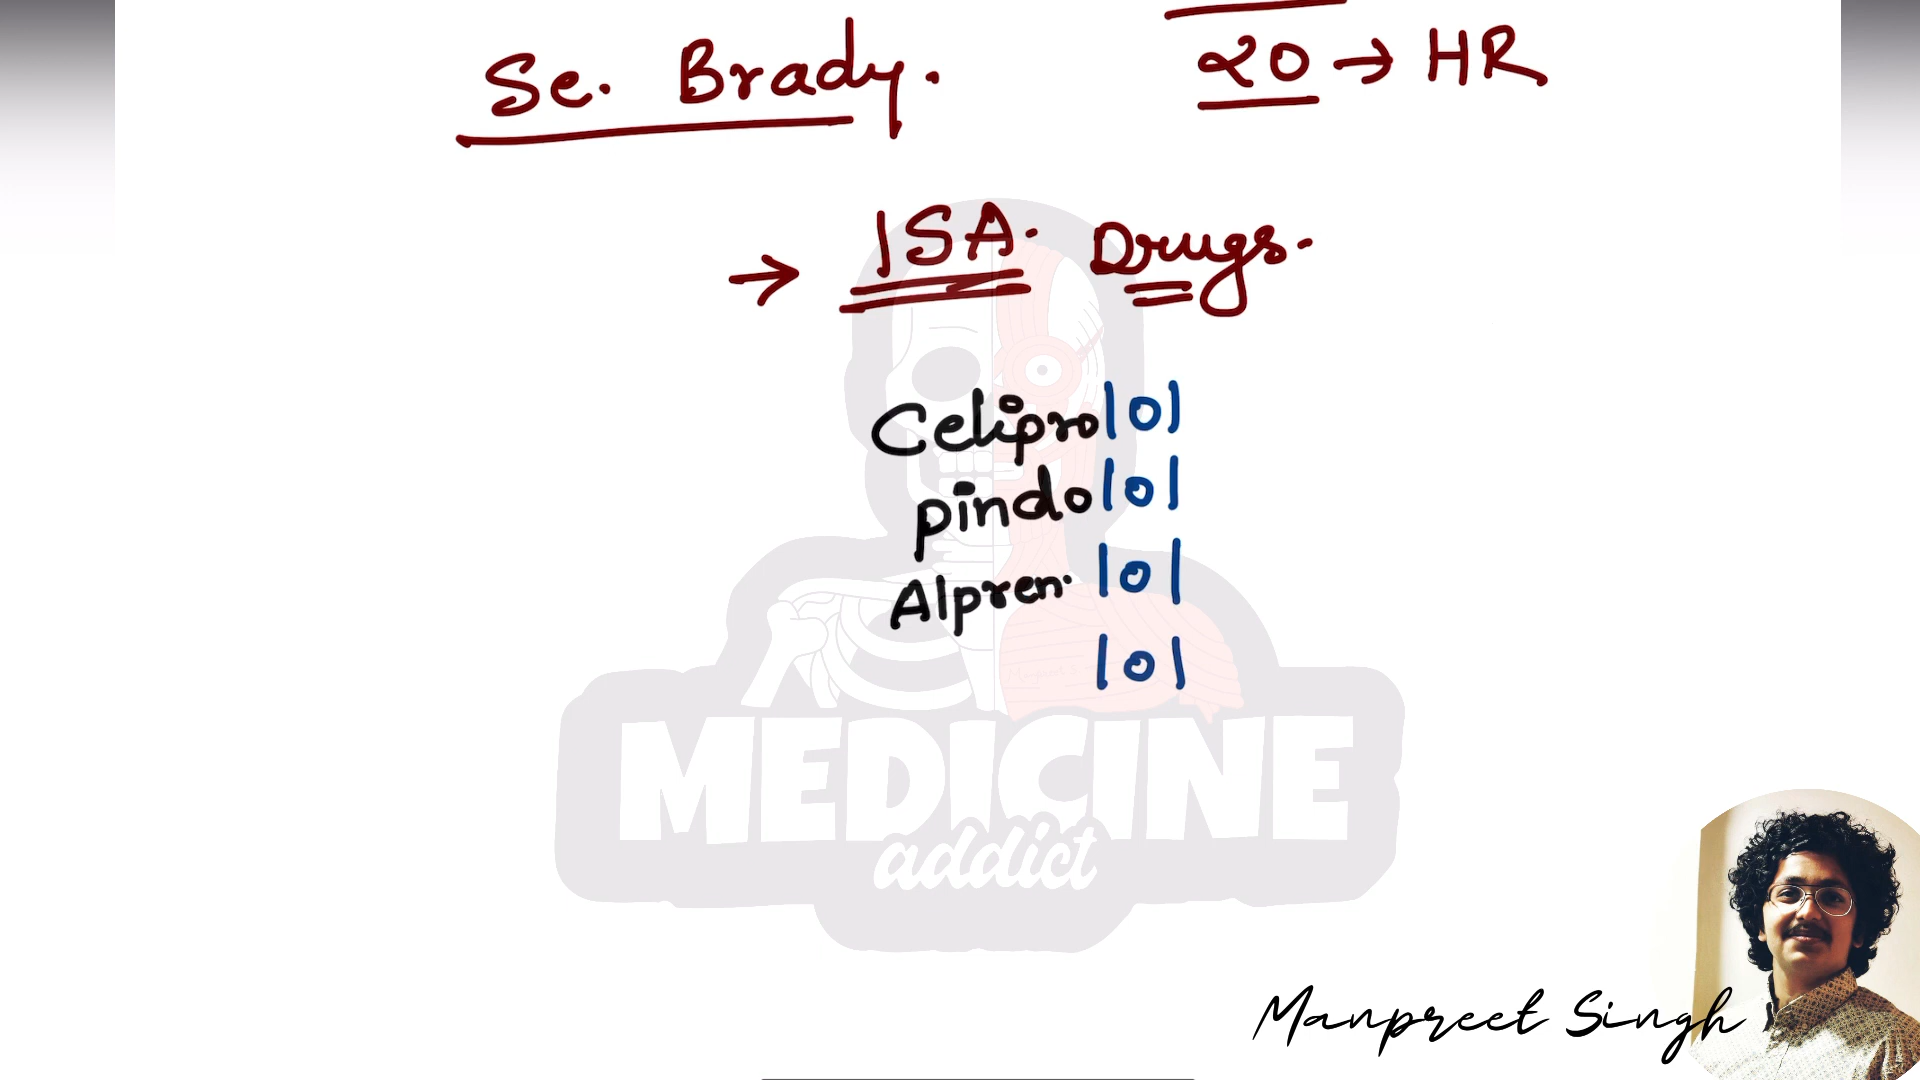 Se. Brady.
20 → HR
→ ISA. Drugs.
Celiprolol
pindolol
Alpren. lol
lol
MEDICINE
addict
Manpreet Singh